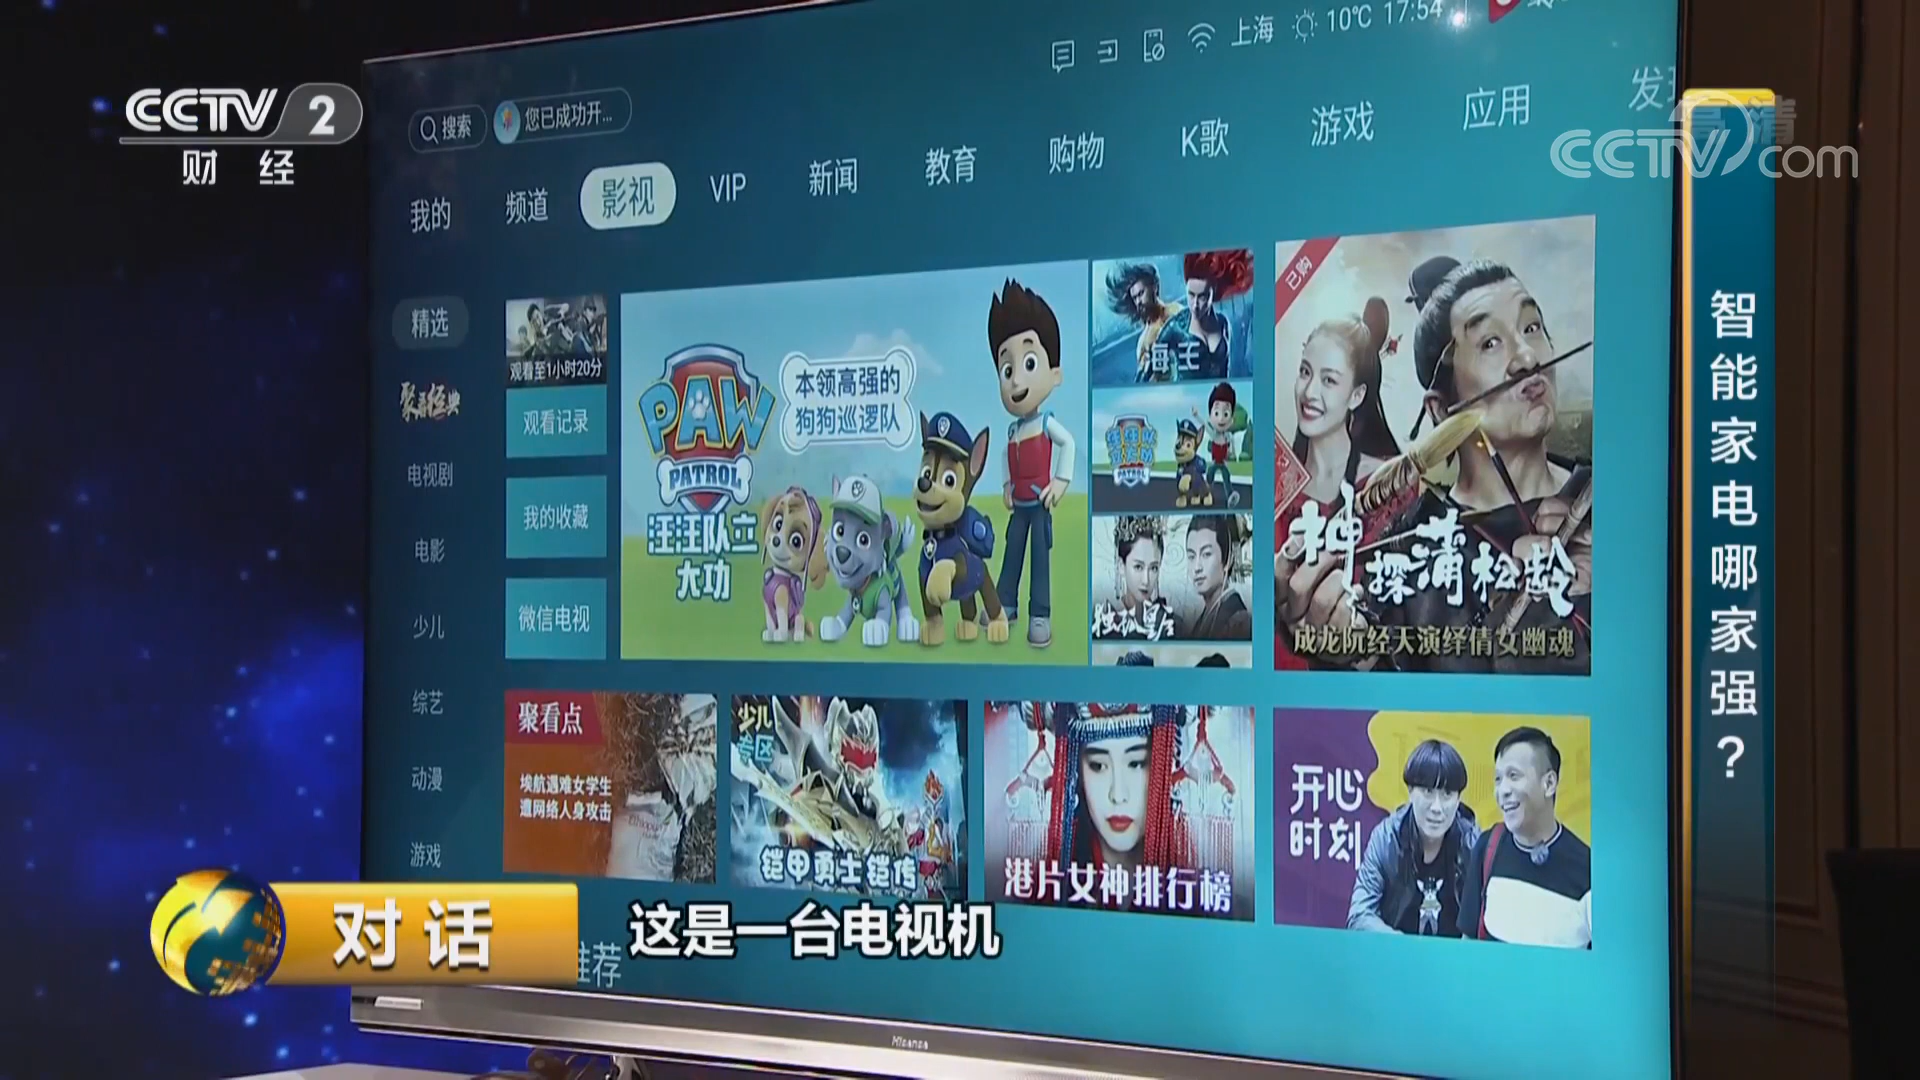 CCTV 2
财 经
高清
CCTV.com
智能家电哪家强？
上海
10℃ 17:54
搜索
您已成功开...
我的
频道
影视
VIP
新闻
教育
购物
K歌
游戏
应用
精选
电视剧
电影
少儿
综艺
动漫
游戏
观看至1小时20分
观看记录
我的收藏
微信电视
PAW
PATROL
汪汪队立
大功
本领高强的
狗狗巡逻队
海王
PATROL
独孤皇后
已购
神探蒲松龄
成龙阮经天演绎倩女幽魂
聚看点
埃航遇难女学生
遭网络人身攻击
少儿
专区
铠甲勇士铠传
港片女神排行榜
开心
时刻
推荐
Hisense
对 话
这是一台电视机